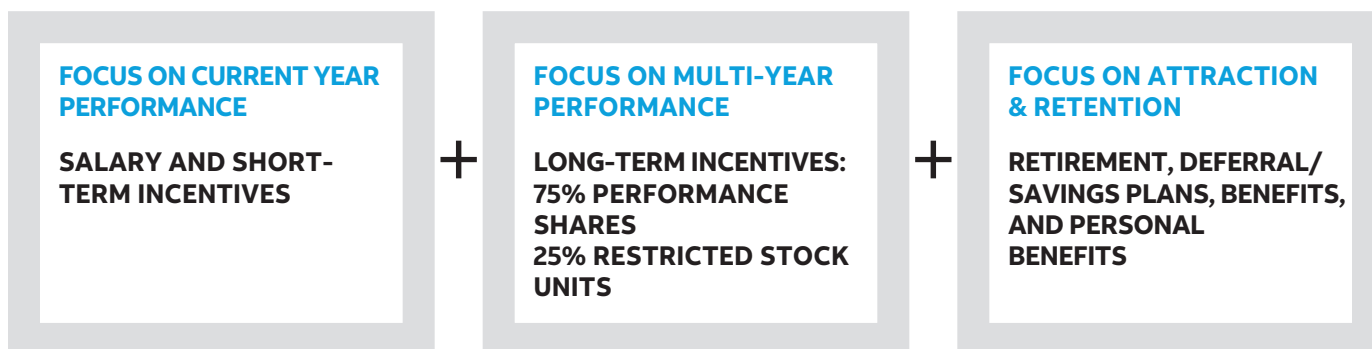 FOCUS ON CURRENT YEAR
PERFORMANCE
SALARY AND SHORT-
TERM INCENTIVES
+
FOCUS ON MULTI-YEAR
PERFORMANCE
LONG-TERM INCENTIVES:
75% PERFORMANCE
SHARES
25% RESTRICTED STOCK
UNITS
+
FOCUS ON ATTRACTION
& RETENTION
RETIREMENT, DEFERRAL/
SAVINGS PLANS, BENEFITS,
AND PERSONAL
BENEFITS